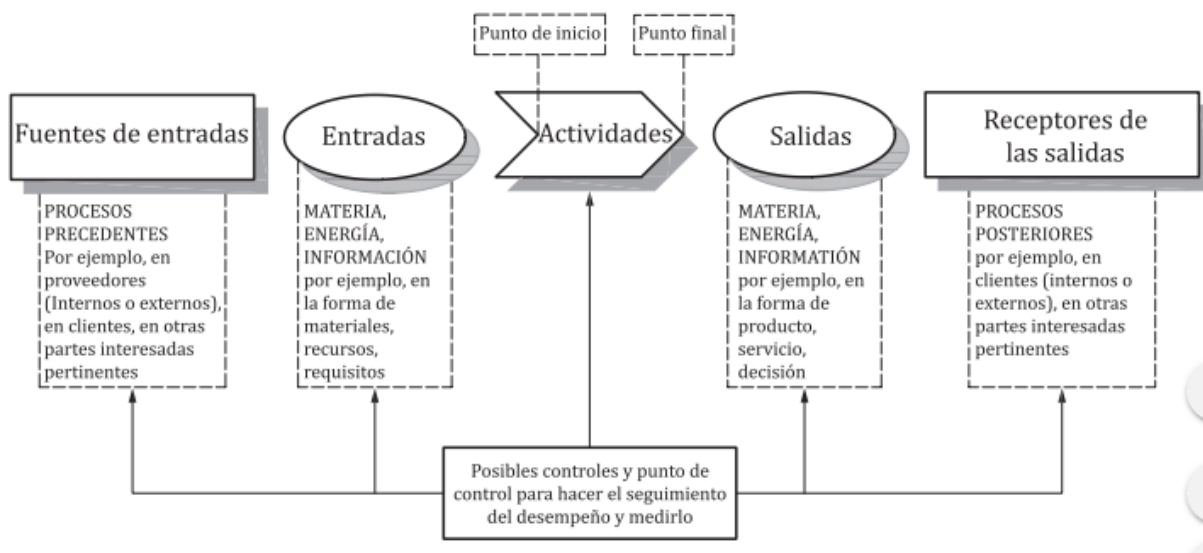 Punto de inicio
Punto final
Fuentes de entradas
Entradas
Actividades
Salidas
Receptores de
las salidas
PROCESOS
PRECEDENTES
Por ejemplo, en
proveedores
(Internos o externos),
en clientes, en otras
partes interesadas
pertinentes
MATERIA,
ENERGÍA,
INFORMACIÓN
por ejemplo, en
la forma de
materiales,
recursos,
requisitos
MATERIA,
ENERGÍA,
INFORMATIÓN
por ejemplo, en
la forma de
producto,
servicio,
decisión
PROCESOS
POSTERIORES
por ejemplo, en
clientes (internos o
externos), en otras
partes interesadas
pertinentes
Posibles controles y punto de
control para hacer el seguimiento
del desempeño y medirlo